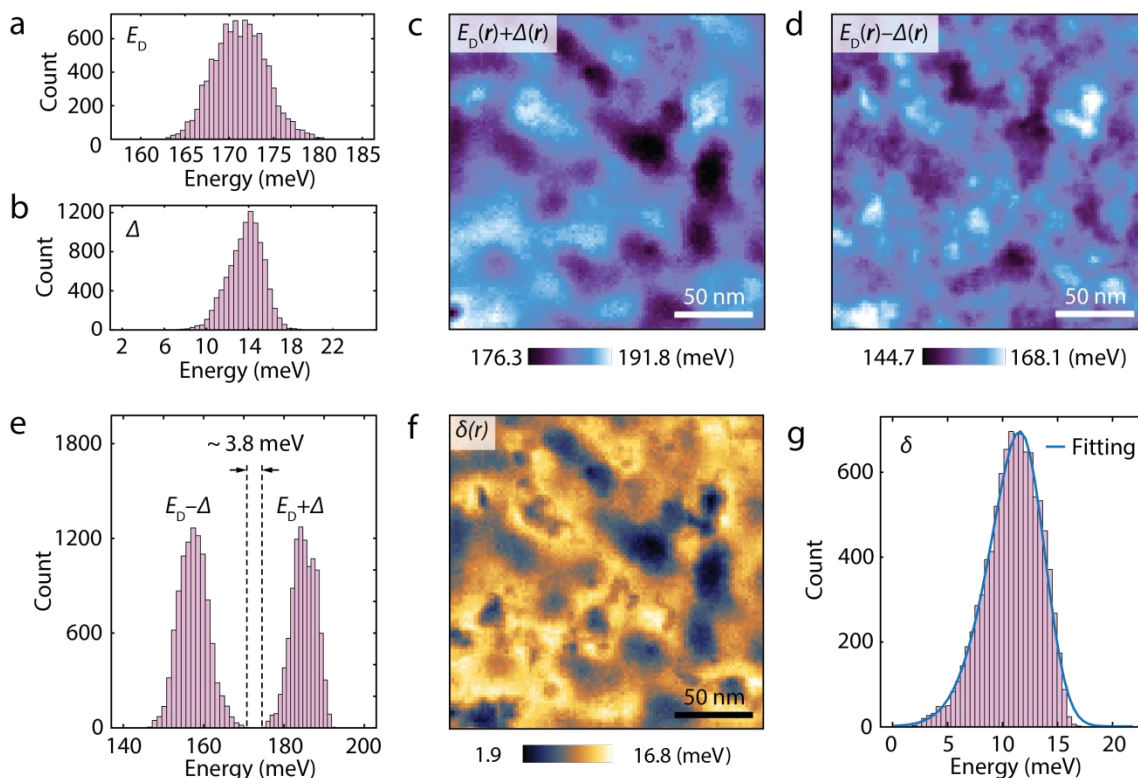 a
E_D
Count
600
400
200
0
160 165 170 175 180 185
Energy (meV)
b
Δ
Count
1200
800
400
0
2 6 10 14 18 22
Energy (meV)
c
E_D(r)+Δ(r)
50 nm
176.3 191.8 (meV)
d
E_D(r)−Δ(r)
50 nm
144.7 168.1 (meV)
e
~ 3.8 meV
E_D−Δ
E_D+Δ
Count
1800
1200
600
0
140 160 180 200
Energy (meV)
f
δ(r)
50 nm
1.9 16.8 (meV)
g
δ
Fitting
Count
600
400
200
0
0 5 10 15 20
Energy (meV)